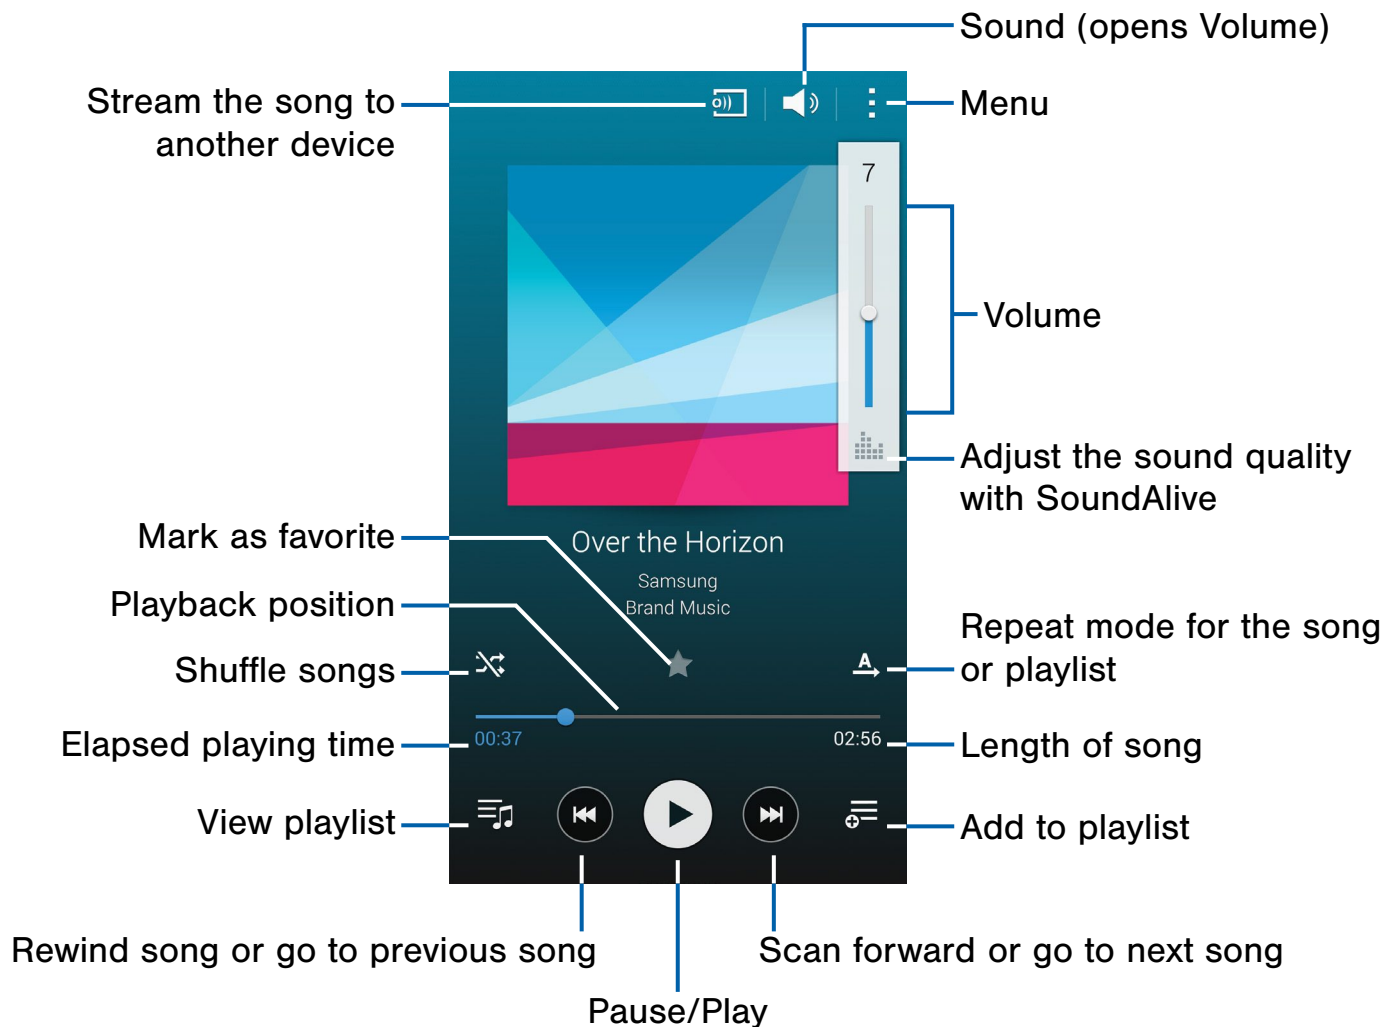 Sound (opens Volume)
Stream the song to
another device
Menu
7
Volume
Adjust the sound quality
with SoundAlive
Mark as favorite
Over the Horizon
Samsung
Brand Music
Playback position
Repeat mode for the song
or playlist
Shuffle songs
A
Elapsed playing time
00:37
02:56
Length of song
View playlist
Add to playlist
Rewind song or go to previous song
Scan forward or go to next song
Pause/Play